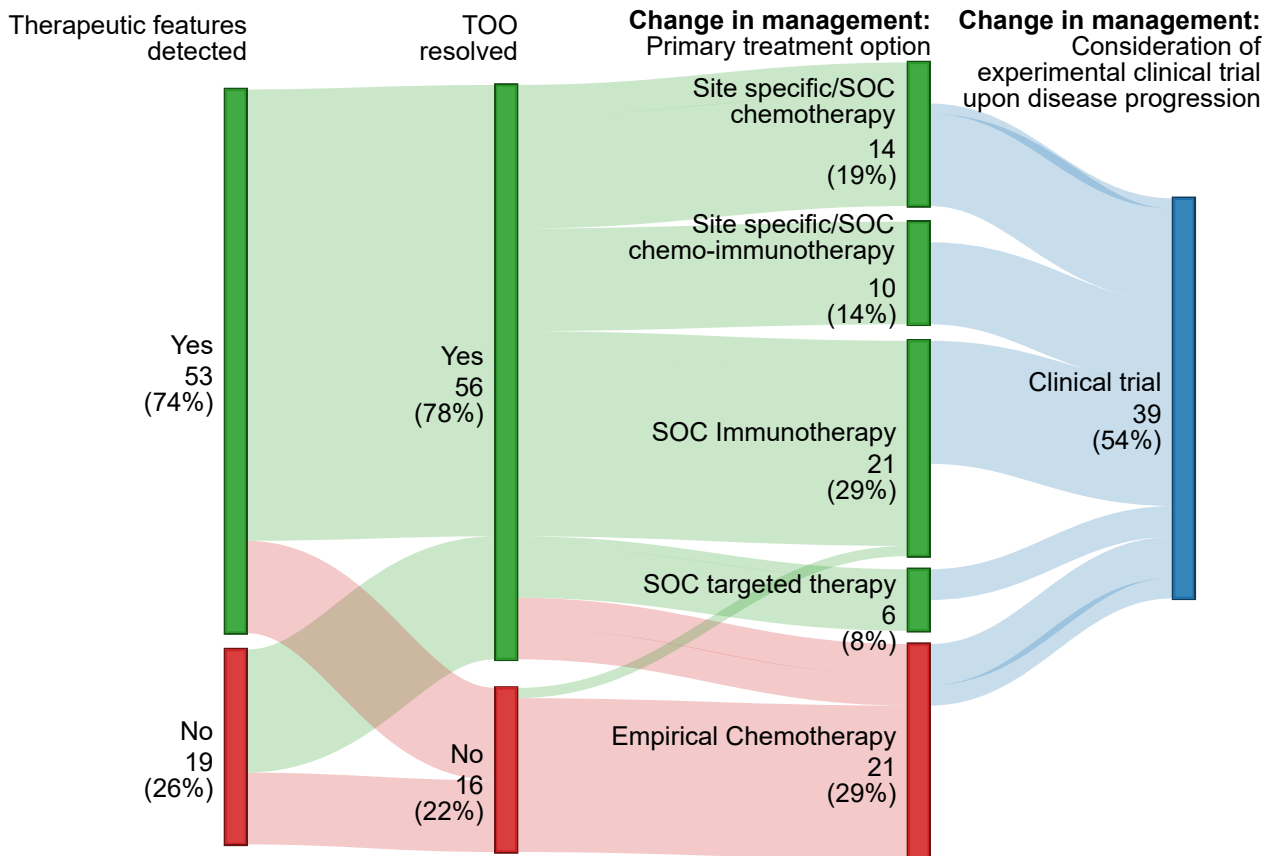 Therapeutic features
detected
TOO
resolved
Change in management:
Primary treatment option
Change in management:
Consideration of
experimental clinical trial
upon disease progression
Yes
53
(74%)
No
19
(26%)
Yes
56
(78%)
No
16
(22%)
Site specific/SOC
chemotherapy
14
(19%)
Site specific/SOC
chemo-immunotherapy
10
(14%)
SOC Immunotherapy
21
(29%)
SOC targeted therapy
6
(8%)
Empirical Chemotherapy
21
(29%)
Clinical trial
39
(54%)